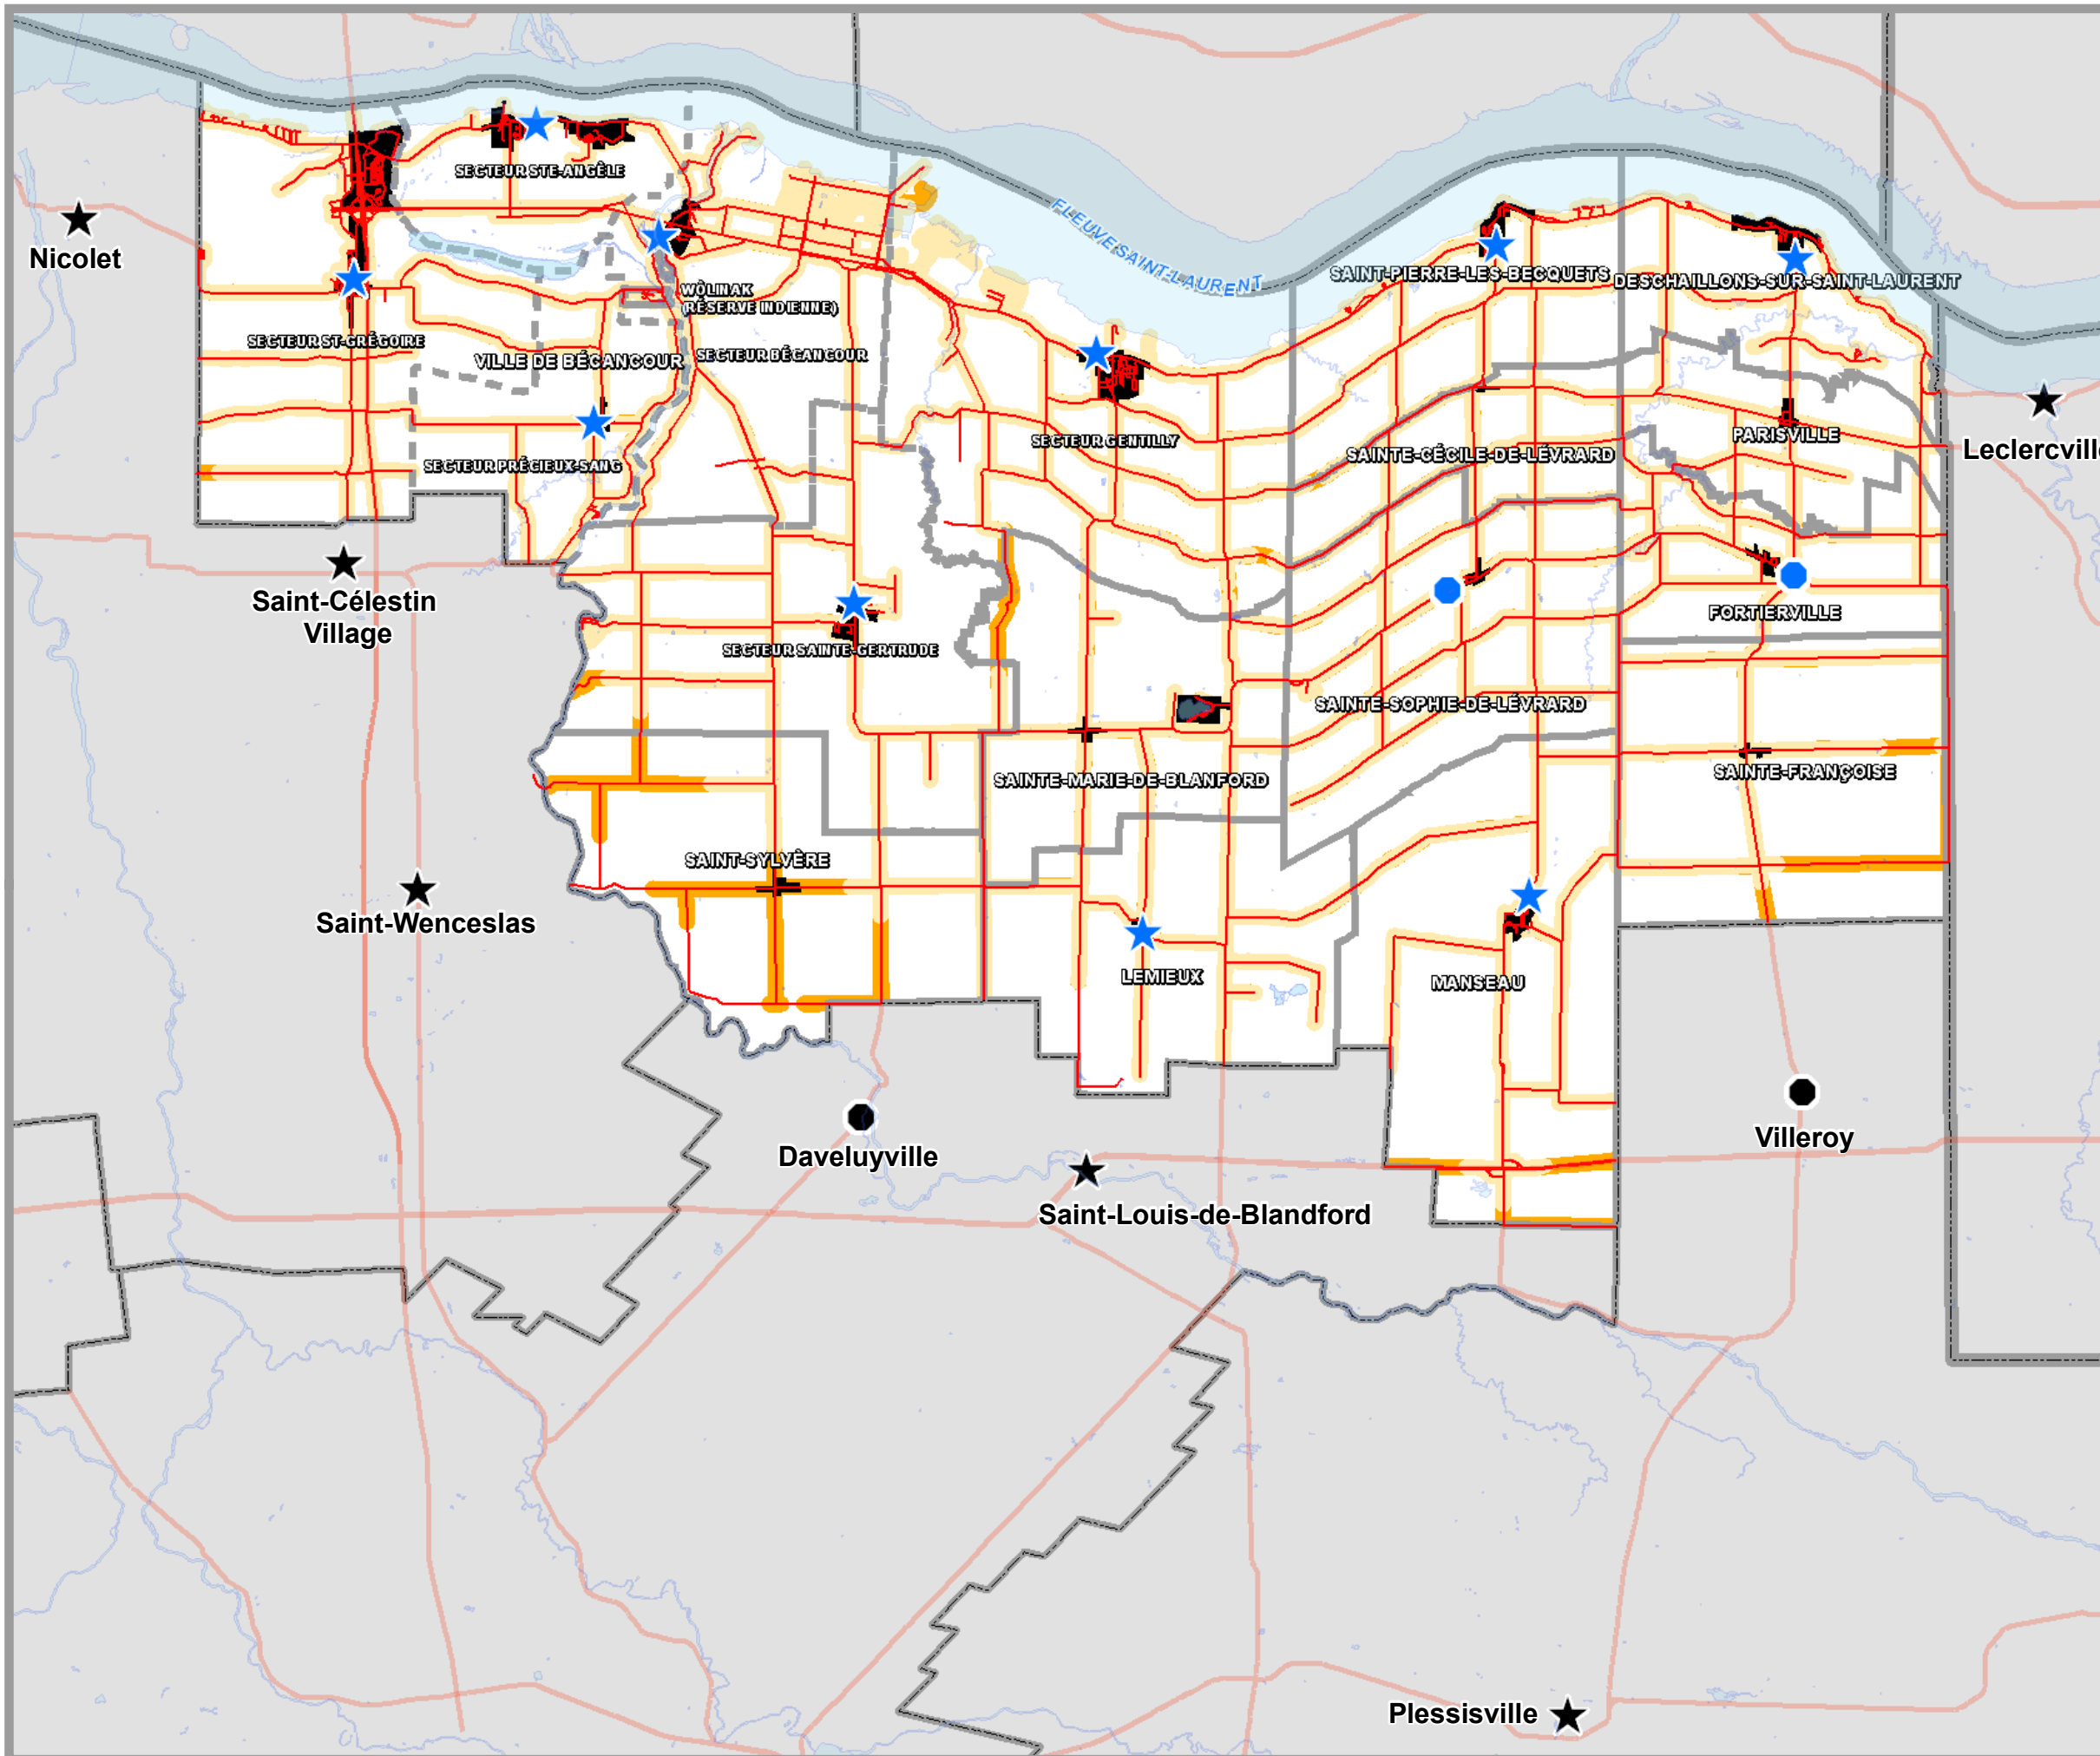 SECTEUR STE-ANGÈLE
Nicolet
FLEUVE SAINT-LAURENT
SAINT-PIERRE-LES-BECQUETS
DESCHAILLONS-SUR-SAINT-LAURENT
WÔLINAK
(RÉSERVE INDIENNE)
SECTEUR ST-GRÉGOIRE
VILLE DE BÉCANCOUR
SECTEUR BÉCANCOUR
SECTEUR GENTILLY
PARISVILLE
Leclercville
SAINTE-CÉCILE-DE-LÉVRARD
SECTEUR PRÉCIEUX-SANG
Saint-Célestin
Village
FORTIERVILLE
SECTEUR SAINTE-GERTRUDE
SAINTE-SOPHIE-DE-LÉVRARD
SAINTE-MARIE-DE-BLANFORD
SAINTE-FRANÇOISE
SAINT-SYLVÈRE
Saint-Wenceslas
LEMIEUX
MANSEAU
Daveluyville
Villeroy
Saint-Louis-de-Blandford
Plessisville